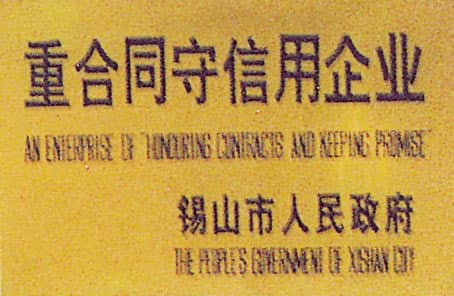 重合同守信用企业
AN ENTERPRISE OF "HONOURING CONTRACTS AND KEEPING PROMISE"
锡山市人民政府
THE PEOPLE'S GOVERNMENT OF XISHAN CITY